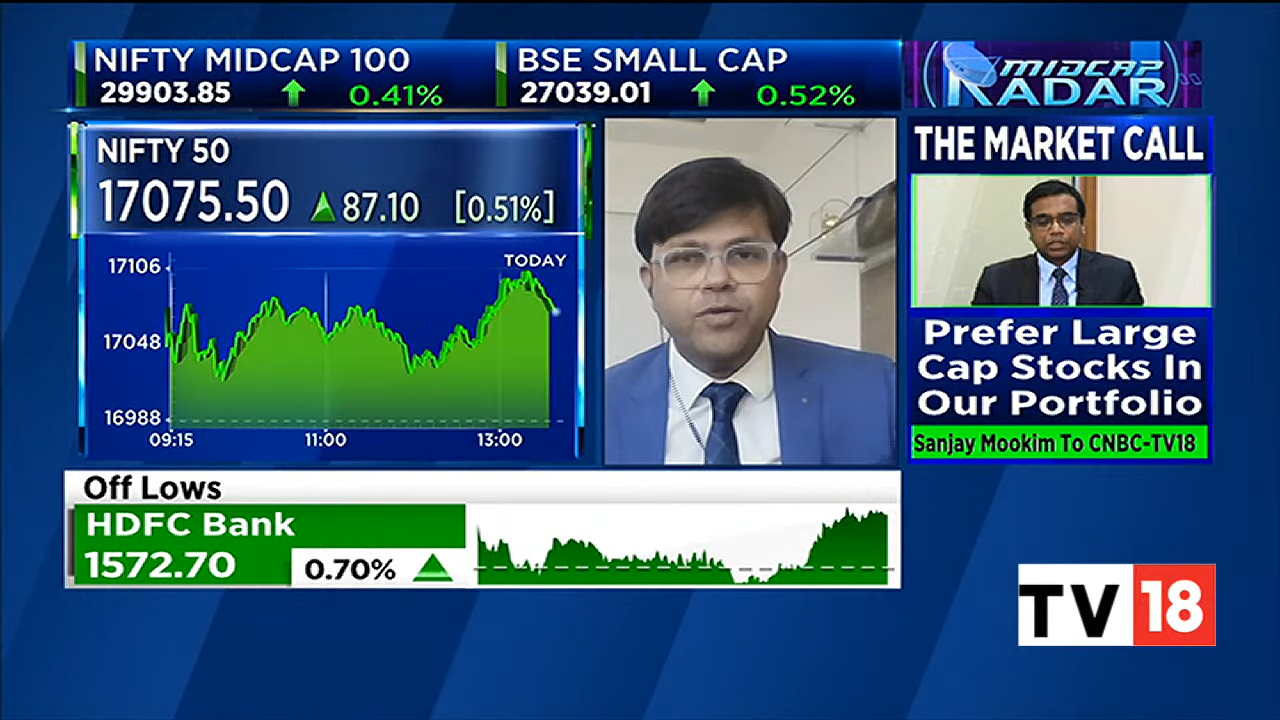 NIFTY MIDCAP 100
29903.85 0.41%
BSE SMALL CAP
27039.01 0.52%
MIDCAP
RADAR
NIFTY 50
17075.50 87.10 [0.51%]
TODAY
17106
17048
16988
09:15 11:00 13:00
THE MARKET CALL
Prefer Large
Cap Stocks In
Our Portfolio
Sanjay Mookim To CNBC-TV18
Off Lows
HDFC Bank
1572.70 0.70%
TV18